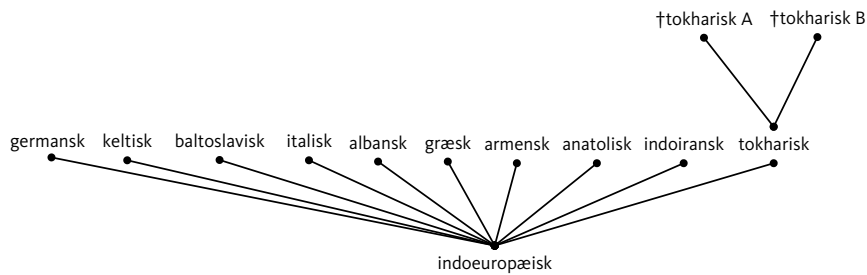 †tokharisk A †tokharisk B
germansk keltisk baltoslavisk italisk albansk græsk armensk anatolisk indoiransk tokharisk
indoeuropæisk